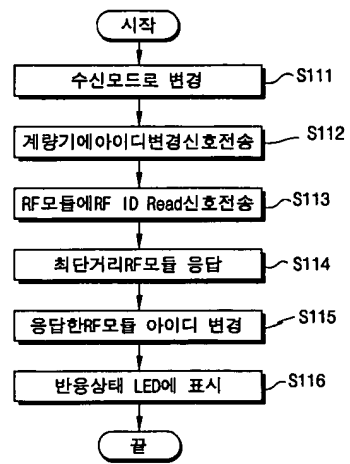 시작
수신모드로 변경
S111
계량기에아이디변경신호전송
S112
RF모듈에RF ID Read신호전송
S113
최단거리RF모듈 응답
S114
응답한RF모듈 아이디 변경
S115
반응상태 LED에 표시
S116
끝